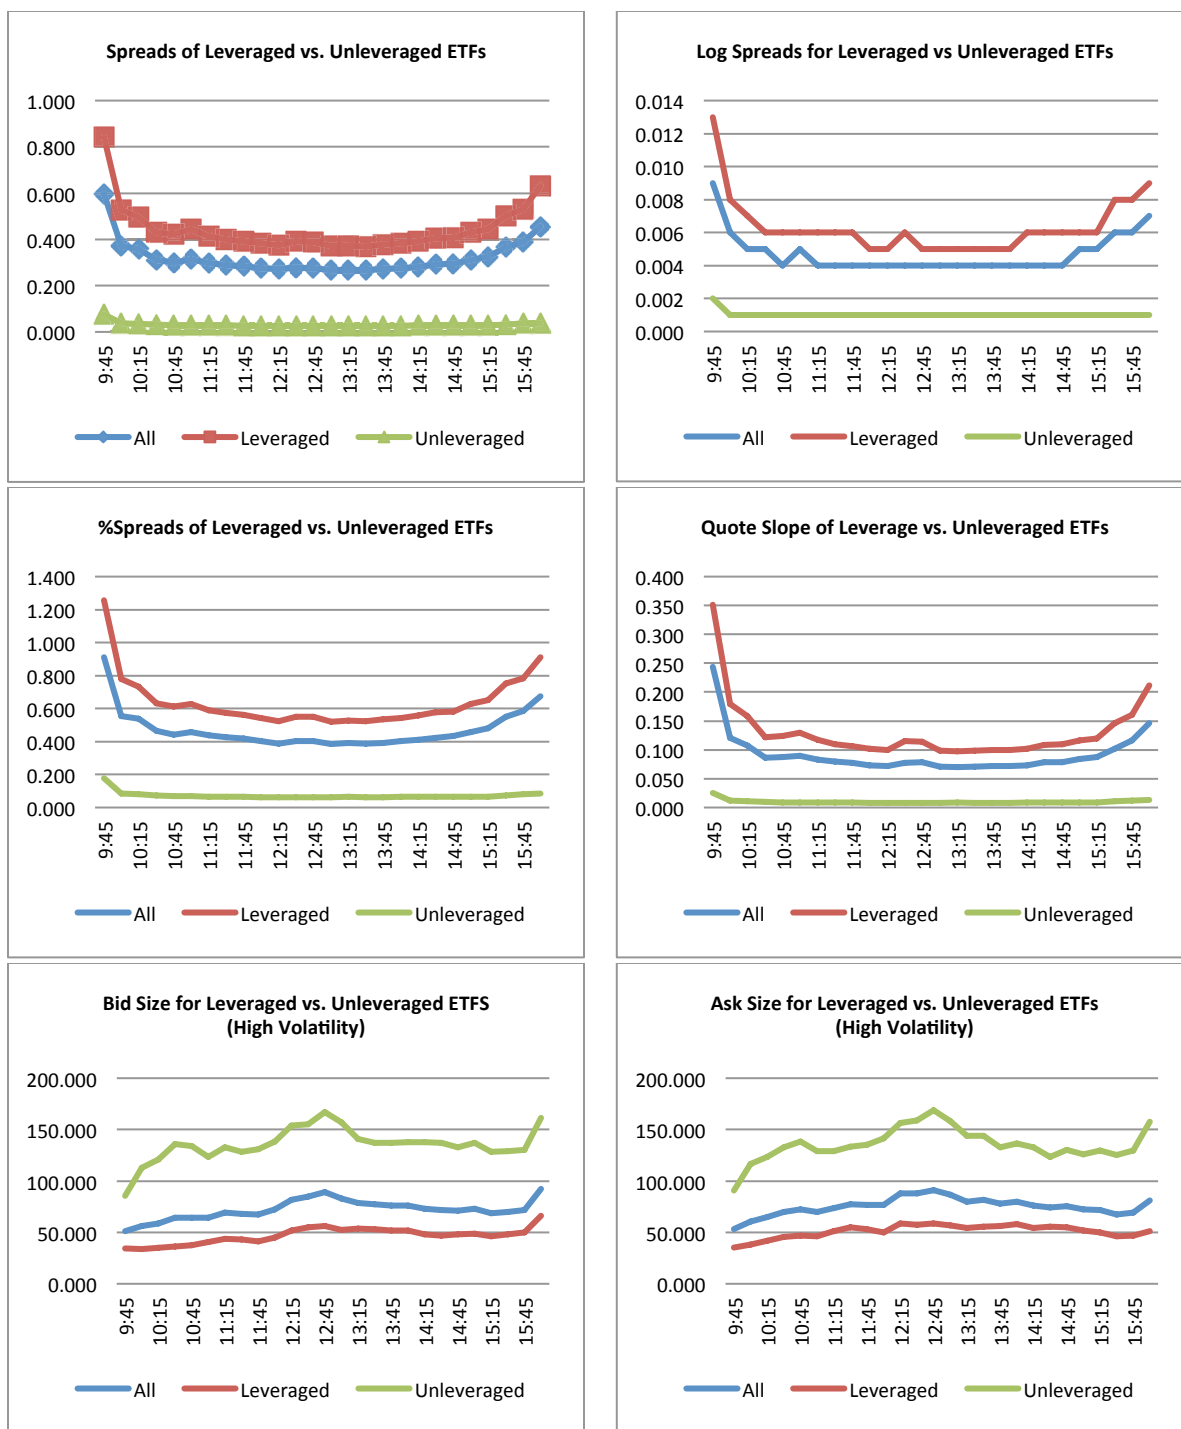 Spreads of Leveraged vs. Unleveraged ETFs
1.000
0.800
0.600
0.400
0.200
0.000
9:45 10:15 10:45 11:15 11:45 12:15 12:45 13:15 13:45 14:15 14:45 15:15 15:45
All Leveraged Unleveraged
Log Spreads for Leveraged vs Unleveraged ETFs
0.014
0.012
0.010
0.008
0.006
0.004
0.002
0.000
9:45 10:15 10:45 11:15 11:45 12:15 12:45 13:15 13:45 14:15 14:45 15:15 15:45
All Leveraged Unleveraged
%Spreads of Leveraged vs. Unleveraged ETFs
1.400
1.200
1.000
0.800
0.600
0.400
0.200
0.000
9:45 10:15 10:45 11:15 11:45 12:15 12:45 13:15 13:45 14:15 14:45 15:15 15:45
All Leveraged Unleveraged
Quote Slope of Leverage vs. Unleveraged ETFs
0.400
0.350
0.300
0.250
0.200
0.150
0.100
0.050
0.000
9:45 10:15 10:45 11:15 11:45 12:15 12:45 13:15 13:45 14:15 14:45 15:15 15:45
All Leveraged Unleveraged
Bid Size for Leveraged vs. Unleveraged ETFS
(High Volatility)
200.000
150.000
100.000
50.000
0.000
9:45 10:15 10:45 11:15 11:45 12:15 12:45 13:15 13:45 14:15 14:45 15:15 15:45
All Leveraged Unleveraged
Ask Size for Leveraged vs. Unleveraged ETFs
(High Volatility)
200.000
150.000
100.000
50.000
0.000
9:45 10:15 10:45 11:15 11:45 12:15 12:45 13:15 13:45 14:15 14:45 15:15 15:45
All Leveraged Unleveraged